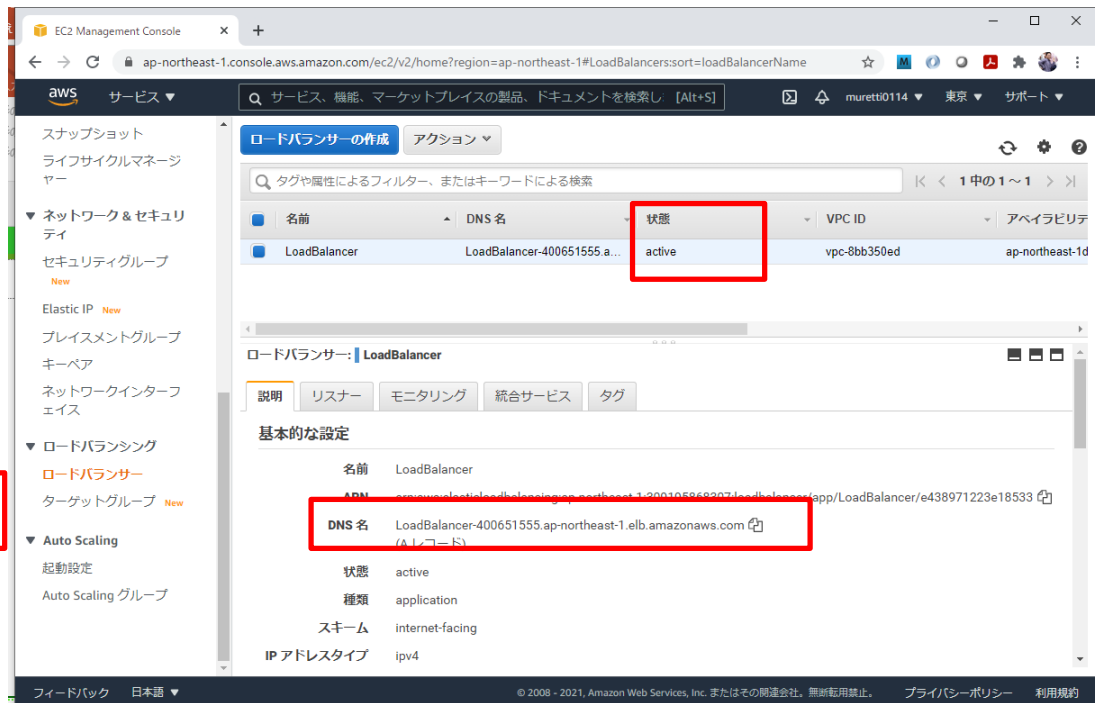 EC2 Management Console
ap-northeast-1.console.aws.amazon.com/ec2/v2/home?region=ap-northeast-1#LoadBalancers:sort=loadBalancerName
aws サービス ▼ サービス、機能、マーケットプレイスの製品、ドキュメントを検索し [Alt+S] muretti0114 ▼ 東京 ▼ サポート ▼
スナップショット
ライフサイクルマネージ
ャー
▼ ネットワーク & セキュリ
ティ
セキュリティグループ
New
Elastic IP New
プレイスメントグループ
キーペア
ネットワークインターフ
ェイス
▼ ロードバランシング
ロードバランサー
ターゲットグループ New
▼ Auto Scaling
起動設定
Auto Scaling グループ
ロードバランサーの作成 アクション
タグや属性によるフィルター、またはキーワードによる検索 1 中の 1 ~ 1
名前 DNS 名 状態 VPC ID アベイラビリテ
LoadBalancer LoadBalancer-400651555.a... active vpc-8bb350ed ap-northeast-1d
ロードバランサー: LoadBalancer
説明 リスナー モニタリング 統合サービス タグ
基本的な設定
名前 LoadBalancer
ARN /app/LoadBalancer/e438971223e18533
DNS 名 LoadBalancer-400651555.ap-northeast-1.elb.amazonaws.com
(A レコード)
状態 active
種類 application
スキーム internet-facing
IP アドレスタイプ ipv4
フィードバック 日本語 ▼ © 2008 - 2021, Amazon Web Services, Inc. またはその関連会社。無断転用禁止。 プライバシーポリシー 利用規約